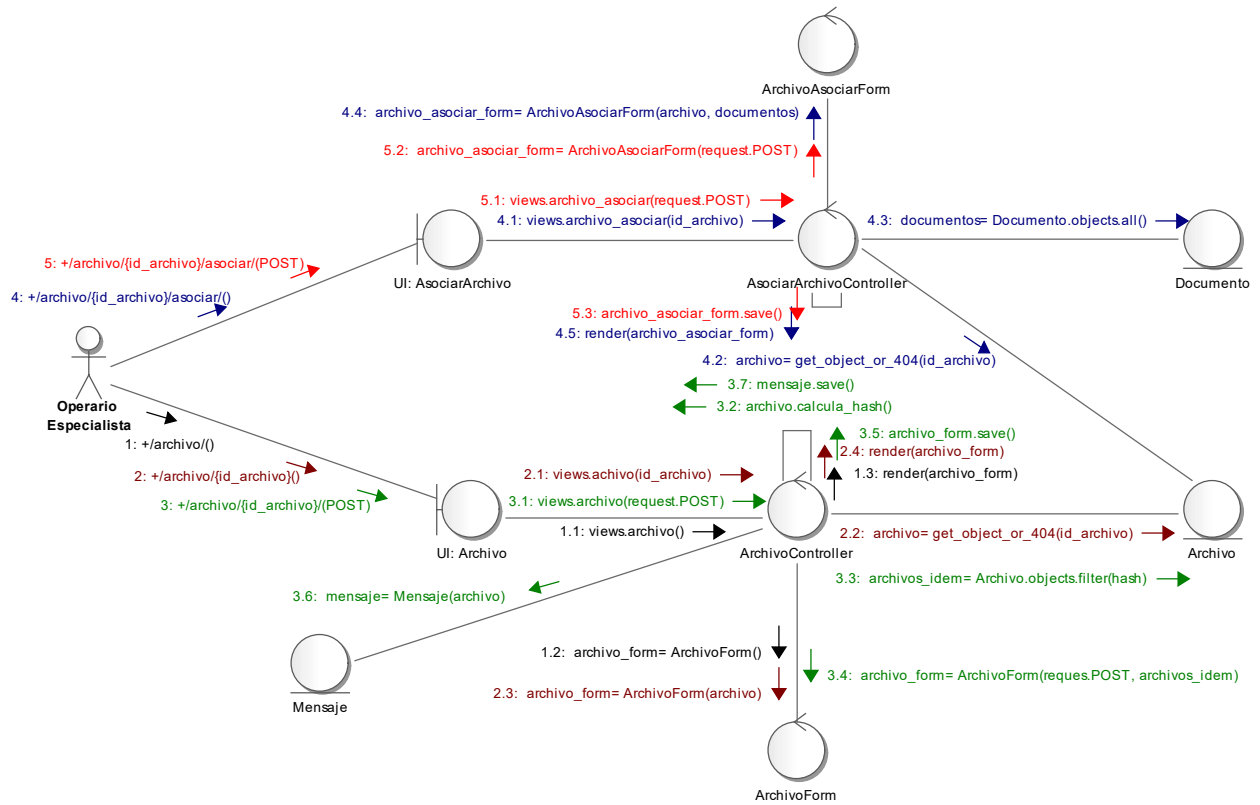 ArchivoAsociarForm
4.4: archivo_asociar_form= ArchivoAsociarForm(archivo, documentos)
5.2: archivo_asociar_form= ArchivoAsociarForm(request.POST)
5.1: views.archivo_asociar(request.POST)
4.1: views.archivo_asociar(id_archivo)
4.3: documentos= Documento.objects.all()
5: +/archivo/{id_archivo}/asociar/(POST)
UI: AsociarArchivo
AsociarArchivoController
Documento
4: +/archivo/{id_archivo}/asociar/()
5.3: archivo_asociar_form.save()
4.5: render(archivo_asociar_form)
4.2: archivo= get_object_or_404(id_archivo)
3.7: mensaje.save()
3.2: archivo.calcula_hash()
Operario
Especialista
1: +/archivo/()
3.5: archivo_form.save()
2.4: render(archivo_form)
1.3: render(archivo_form)
2: +/archivo/{id_archivo}()
2.1: views.achivo(id_archivo)
3: +/archivo/{id_archivo}/(POST)
3.1: views.archivo(request.POST)
1.1: views.archivo()
UI: Archivo
ArchivoController
2.2: archivo= get_object_or_404(id_archivo)
Archivo
3.3: archivos_idem= Archivo.objects.filter(hash)
3.6: mensaje= Mensaje(archivo)
1.2: archivo_form= ArchivoForm()
3.4: archivo_form= ArchivoForm(reques.POST, archivos_idem)
2.3: archivo_form= ArchivoForm(archivo)
Mensaje
ArchivoForm